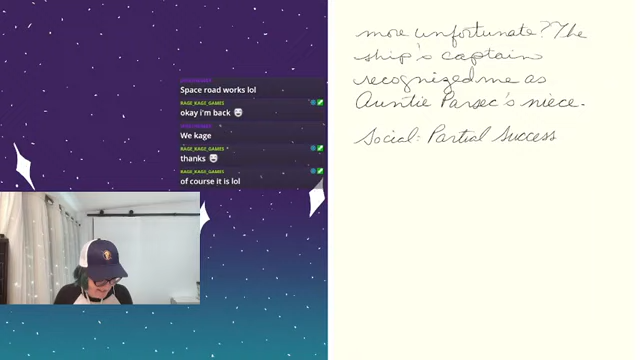 Space road works lol
RAGE_KAGE_GAMES
okay i'm back
We kage
RAGE_KAGE_GAMES
thanks
RAGE_KAGE_GAMES
of course it is lol
more unfortunate? The
ship's captain
recognized me as
Auntie Parsec's niece.
Social: Partial Success